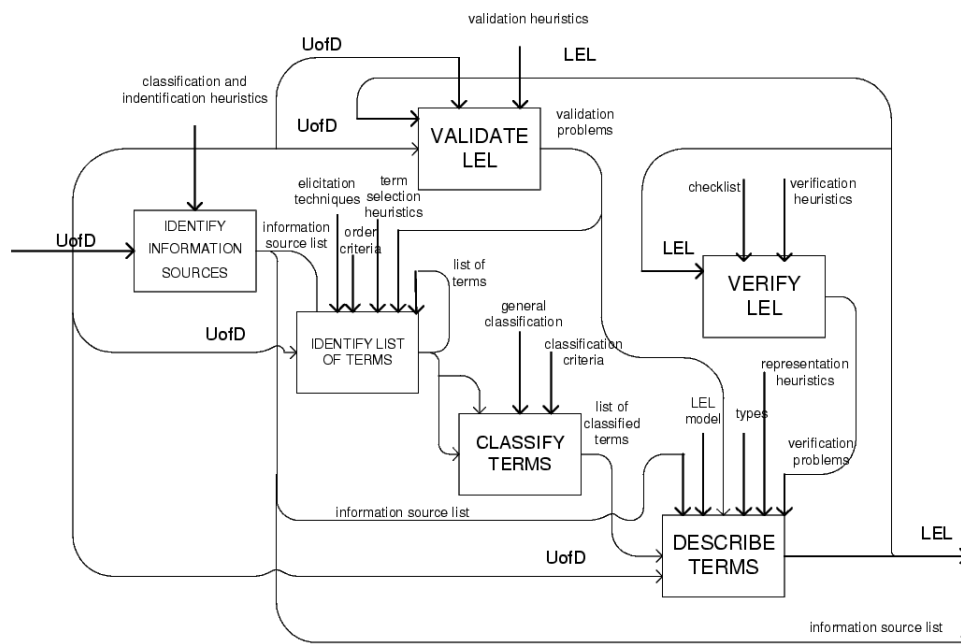 validation heuristics
UofD
LEL
classification and
indentification heuristics
UofD
validation
problems
VALIDATE
LEL
elicitation
techniques
term
selection
heuristics
checklist
verification
heuristics
IDENTIFY
INFORMATION
SOURCES
UofD
information
source list
order
criteria
LEL
list of
terms
VERIFY
LEL
general
classification
UofD
IDENTIFY LIST
OF TERMS
classification
criteria
representation
heuristics
LEL
model
types
list of
classified
terms
CLASSIFY
TERMS
verification
problems
information source list
UofD
DESCRIBE
TERMS
LEL
information source list